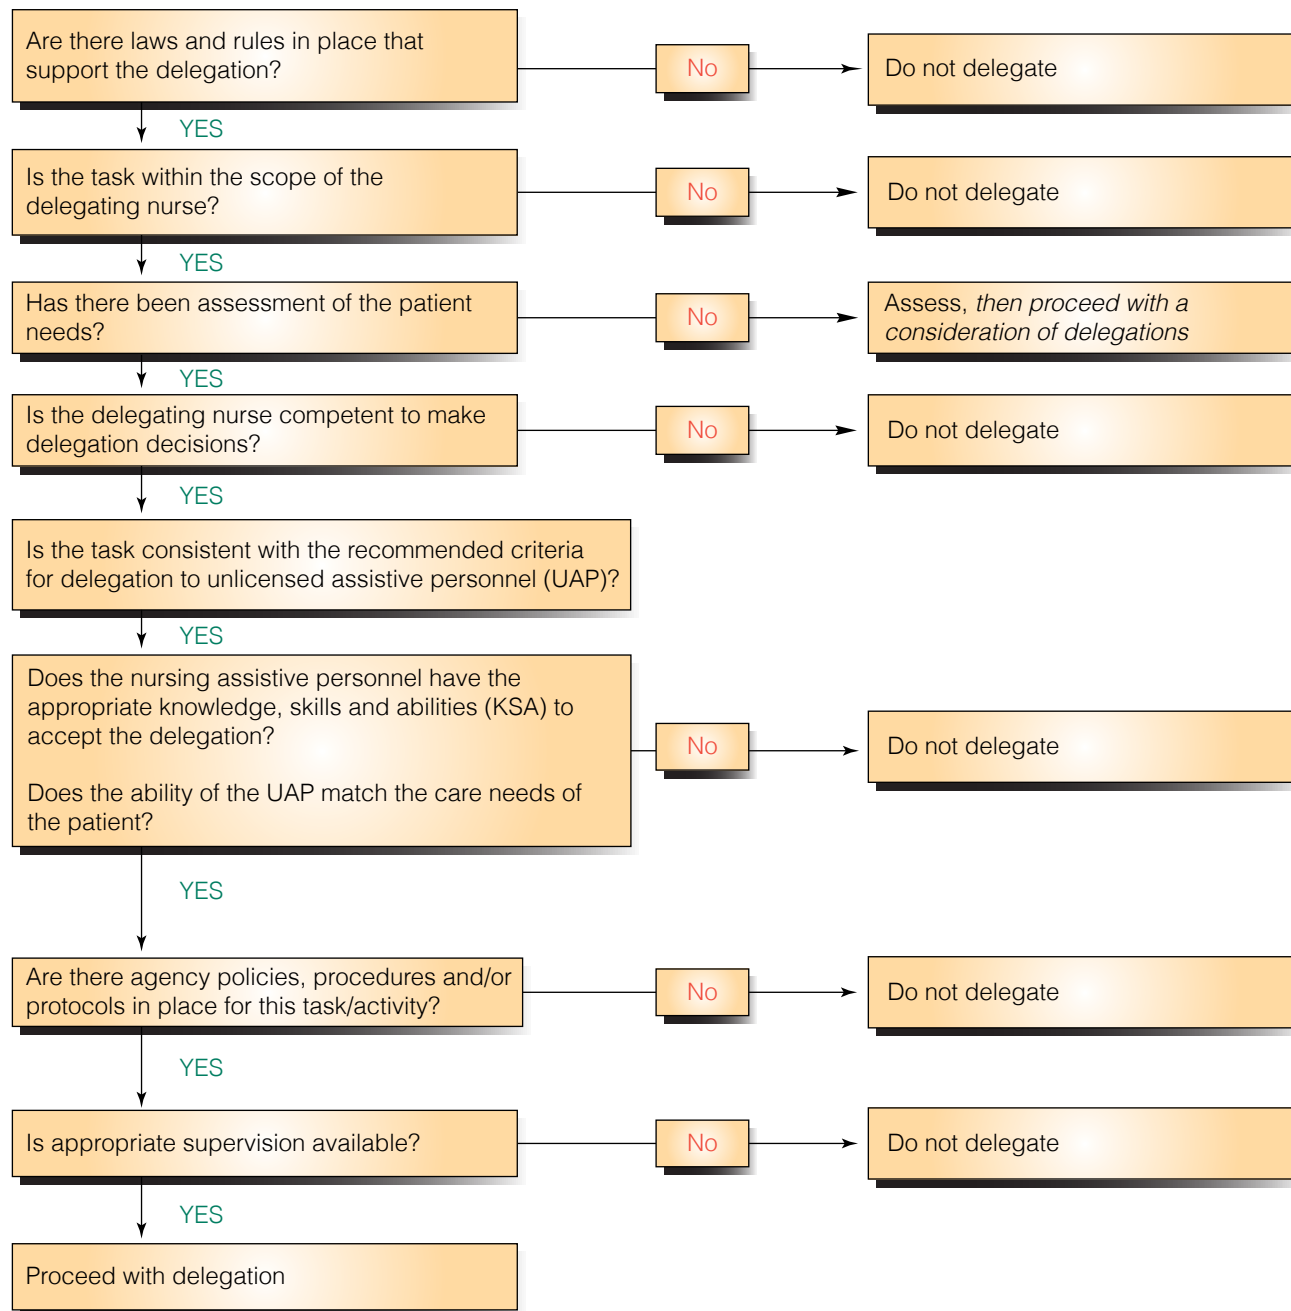 Are there laws and rules in place that
support the delegation?
No
Do not delegate
YES
Is the task within the scope of the
delegating nurse?
No
Do not delegate
YES
Has there been assessment of the patient
needs?
No
Assess, then proceed with a
consideration of delegations
YES
Is the delegating nurse competent to make
delegation decisions?
No
Do not delegate
YES
Is the task consistent with the recommended criteria
for delegation to unlicensed assistive personnel (UAP)?
YES
Does the nursing assistive personnel have the
appropriate knowledge, skills and abilities (KSA) to
accept the delegation?
Does the ability of the UAP match the care needs of
the patient?
No
Do not delegate
YES
Are there agency policies, procedures and/or
protocols in place for this task/activity?
No
Do not delegate
YES
Is appropriate supervision available?
No
Do not delegate
YES
Proceed with delegation